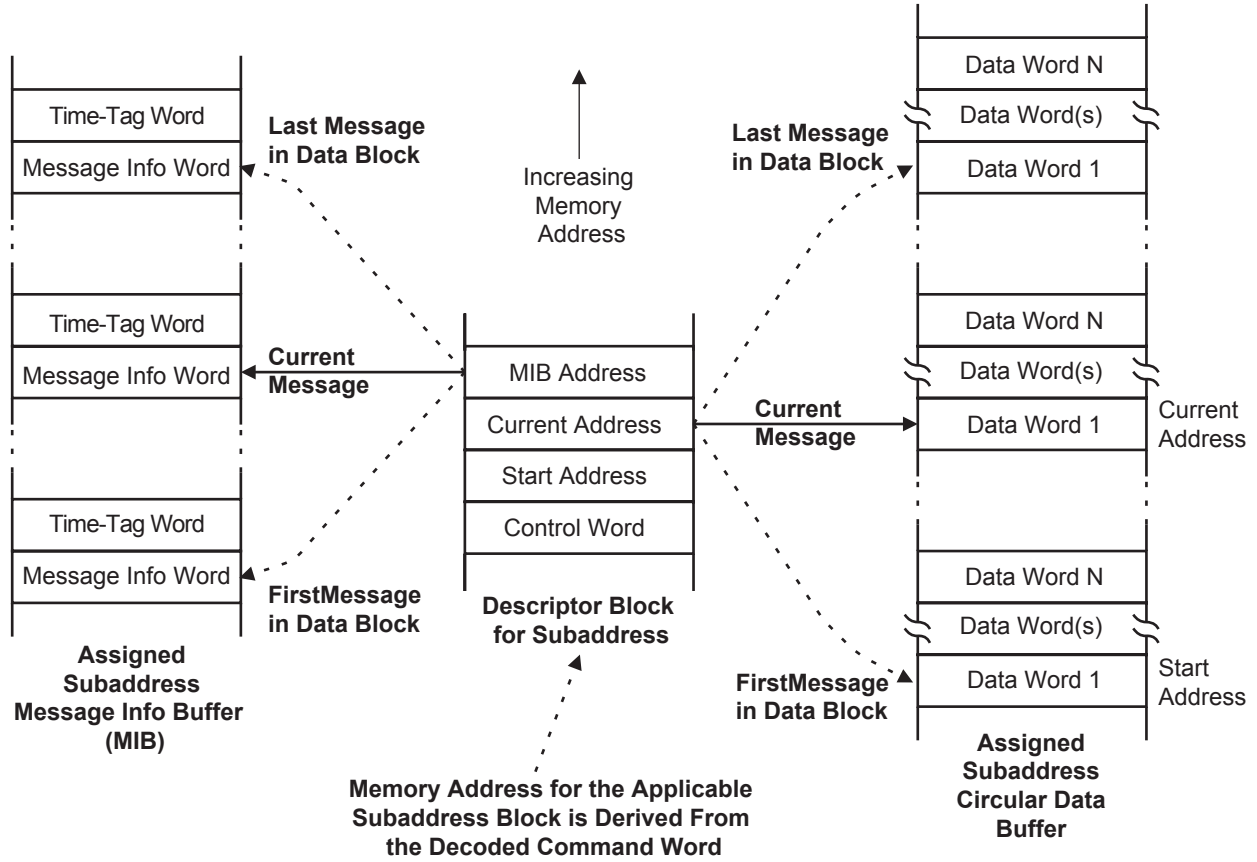 Time-Tag Word
Message Info Word
Time-Tag Word
Message Info Word
Time-Tag Word
Message Info Word
Assigned
Subaddress
Message Info Buffer
(MIB)
Last Message
in Data Block
Current
Message
FirstMessage
in Data Block
Increasing
Memory
Address
MIB Address
Current Address
Start Address
Control Word
Descriptor Block
for Subaddress
Memory Address for the Applicable
Subaddress Block is Derived From
the Decoded Command Word
Last Message
in Data Block
Current
Message
FirstMessage
in Data Block
Data Word N
Data Word(s)
Data Word 1
Data Word N
Data Word(s)
Data Word 1
Current
Address
Data Word N
Data Word(s)
Data Word 1
Start
Address
Assigned
Subaddress
Circular Data
Buffer